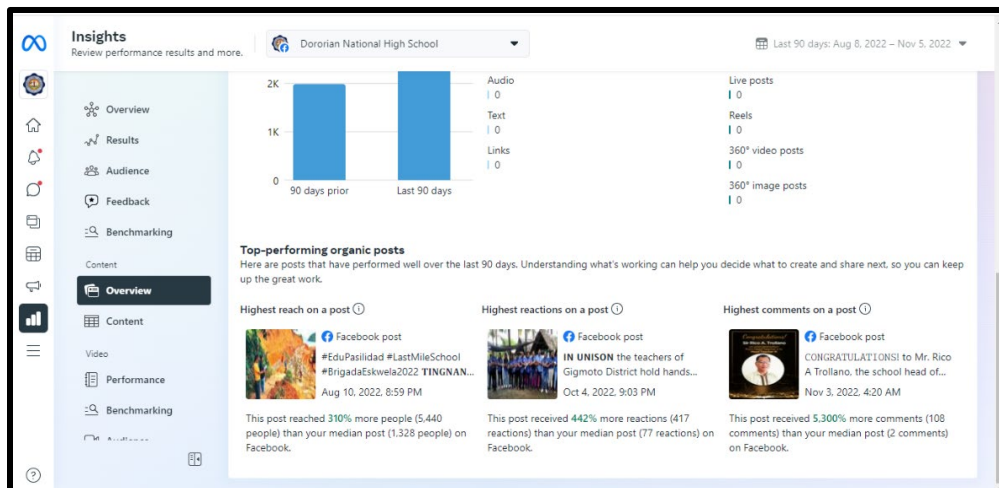 Insights
Review performance results and more.
Dororian National High School
Last 90 days: Aug 8, 2022 – Nov 5, 2022
Overview
Results
Audience
Feedback
Benchmarking
Content
Overview
Content
Video
Performance
Benchmarking
2K
1K
0
90 days prior
Last 90 days
Audio
0
Text
0
Links
0
Live posts
0
Reels
0
360° video posts
0
360° image posts
0
Top-performing organic posts
Here are posts that have performed well over the last 90 days. Understanding what's working can help you decide what to create and share next, so you can keep
up the great work.
Highest reach on a post
Facebook post
#EduPasilidad #LastMileSchool
#BrigadaEskwela2022 TINGNAN...
Aug 10, 2022, 8:59 PM
This post reached 310% more people (5,440
people) than your median post (1,328 people) on
Facebook.
Highest reactions on a post
Facebook post
IN UNISON the teachers of
Gigmoto District hold hands...
Oct 4, 2022, 9:03 PM
This post received 442% more reactions (417
reactions) than your median post (77 reactions) on
Facebook.
Highest comments on a post
Congratulations!
Facebook post
CONGRATULATIONS! to Mr. Rico
A Trollano, the school head of...
Nov 3, 2022, 4:20 AM
This post received 5,300% more comments (108
comments) than your median post (2 comments)
on Facebook.